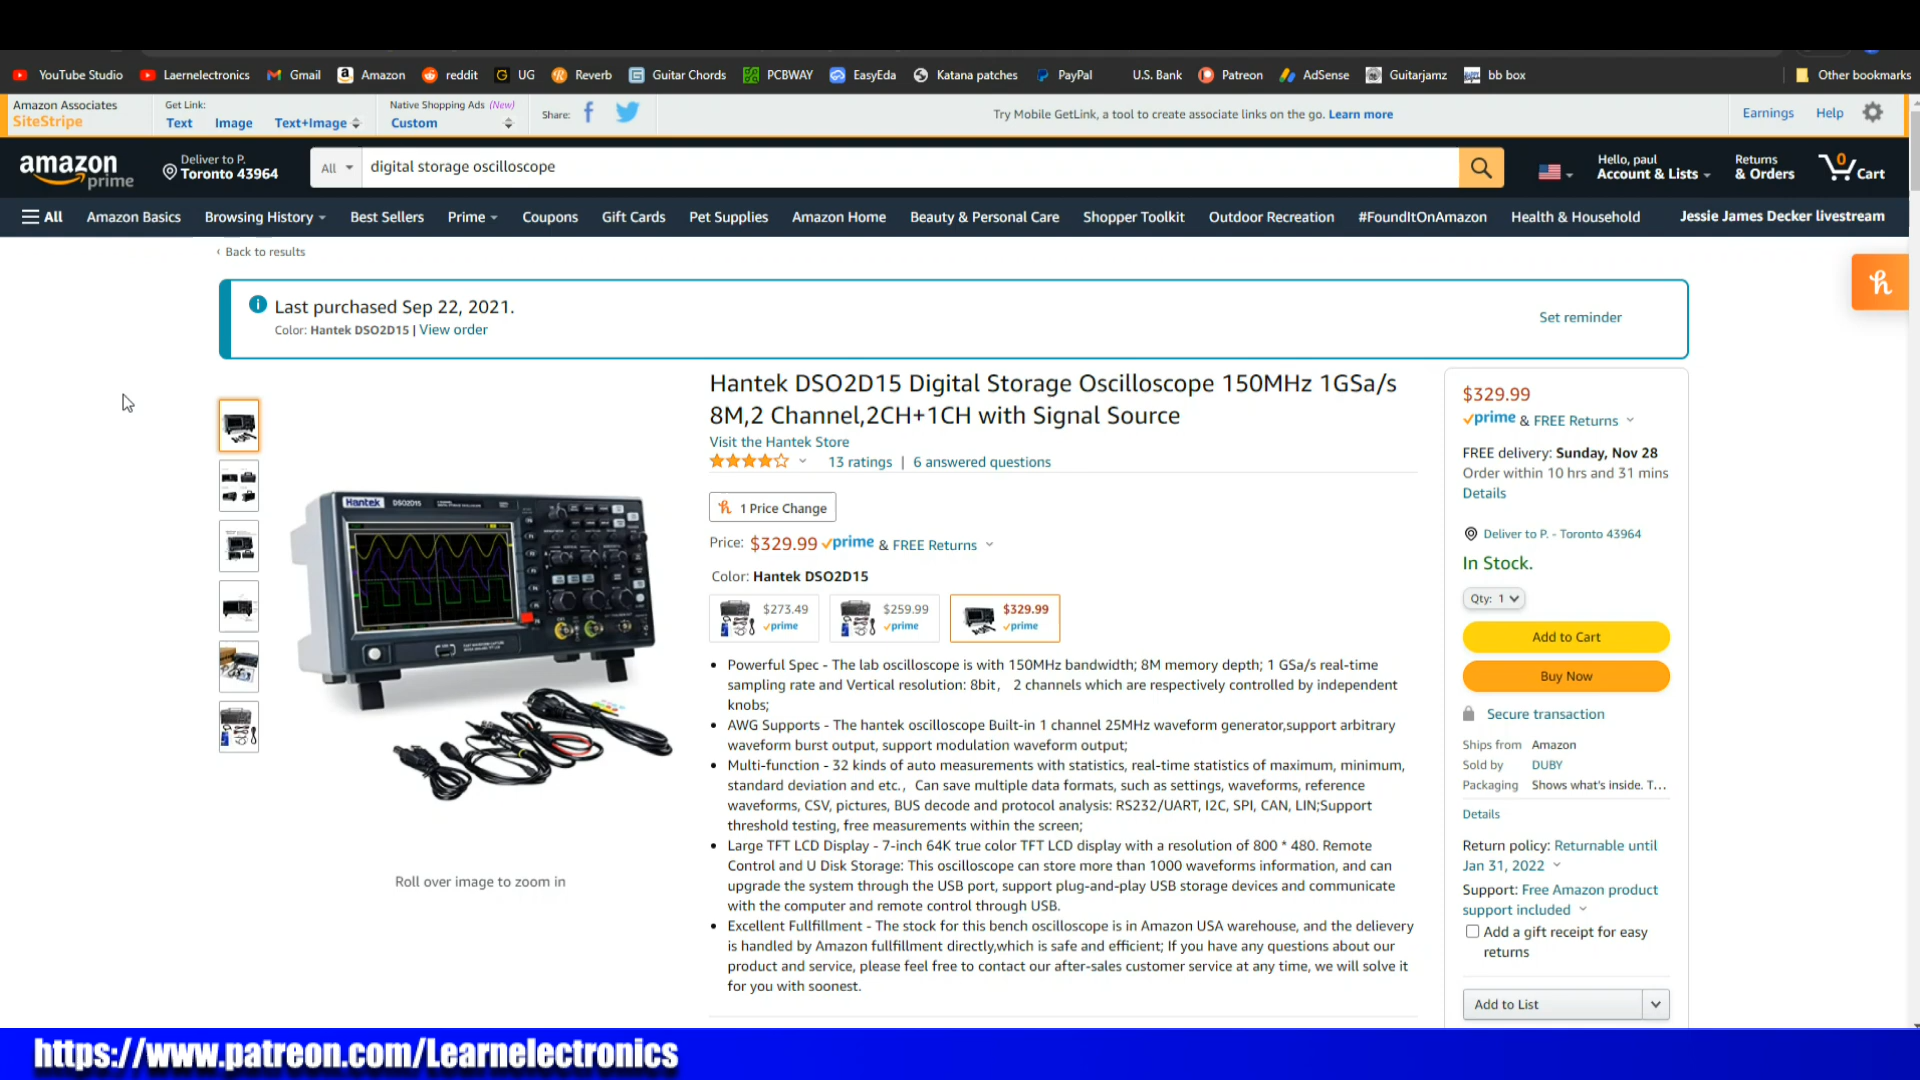 YouTube Studio Laernelectronics Gmail Amazon reddit UG Reverb Guitar Chords PCBWAY EasyEda Katana patches PayPal U.S. Bank Patreon AdSense Guitarjamz bb box Other bookmarks
Amazon Associates
SiteStripe
Get Link:
Text Image Text+Image
Native Shopping Ads (New)
Custom
Share:
Try Mobile GetLink, a tool to create associate links on the go. Learn more
Earnings Help
amazon prime
Deliver to P.
Toronto 43964
All digital storage oscilloscope
Hello, paul
Account & Lists
Returns
& Orders
0 Cart
All Amazon Basics Browsing History Best Sellers Prime Coupons Gift Cards Pet Supplies Amazon Home Beauty & Personal Care Shopper Toolkit Outdoor Recreation #FoundItOnAmazon Health & Household Jessie James Decker livestream
‹ Back to results
Last purchased Sep 22, 2021.
Color: Hantek DSO2D15 | View order
Set reminder
Hantek DSO2D15
Roll over image to zoom in
Hantek DSO2D15 Digital Storage Oscilloscope 150MHz 1GSa/s
8M,2 Channel,2CH+1CH with Signal Source
Visit the Hantek Store
13 ratings | 6 answered questions
1 Price Change
Price: $329.99 prime & FREE Returns
Color: Hantek DSO2D15
$273.49 prime
$259.99 prime
$329.99 prime
• Powerful Spec - The lab oscilloscope is with 150MHz bandwidth; 8M memory depth; 1 GSa/s real-time
sampling rate and Vertical resolution: 8bit, 2 channels which are respectively controlled by independent
knobs;
• AWG Supports - The hantek oscilloscope Built-in 1 channel 25MHz waveform generator,support arbitrary
waveform burst output, support modulation waveform output;
• Multi-function - 32 kinds of auto measurements with statistics, real-time statistics of maximum, minimum,
standard deviation and etc., Can save multiple data formats, such as settings, waveforms, reference
waveforms, CSV, pictures, BUS decode and protocol analysis: RS232/UART, I2C, SPI, CAN, LIN;Support
threshold testing, free measurements within the screen;
• Large TFT LCD Display - 7-inch 64K true color TFT LCD display with a resolution of 800 * 480. Remote
Control and U Disk Storage: This oscilloscope can store more than 1000 waveforms information, and can
upgrade the system through the USB port, support plug-and-play USB storage devices and communicate
with the computer and remote control through USB.
• Excellent Fullfillment - The stock for this bench oscilloscope is in Amazon USA warehouse, and the delievery
is handled by Amazon fullfillment directly,which is safe and efficient; If you have any questions about our
product and service, please feel free to contact our after-sales customer service at any time, we will solve it
for you with soonest.
$329.99
prime & FREE Returns
FREE delivery: Sunday, Nov 28
Order within 10 hrs and 31 mins
Details
Deliver to P. - Toronto 43964
In Stock.
Qty: 1
Add to Cart
Buy Now
Secure transaction
Ships from Amazon
Sold by DUBY
Packaging Shows what's inside. T...
Details
Return policy: Returnable until
Jan 31, 2022
Support: Free Amazon product
support included
Add a gift receipt for easy
returns
Add to List
https://www.patreon.com/Learnelectronics